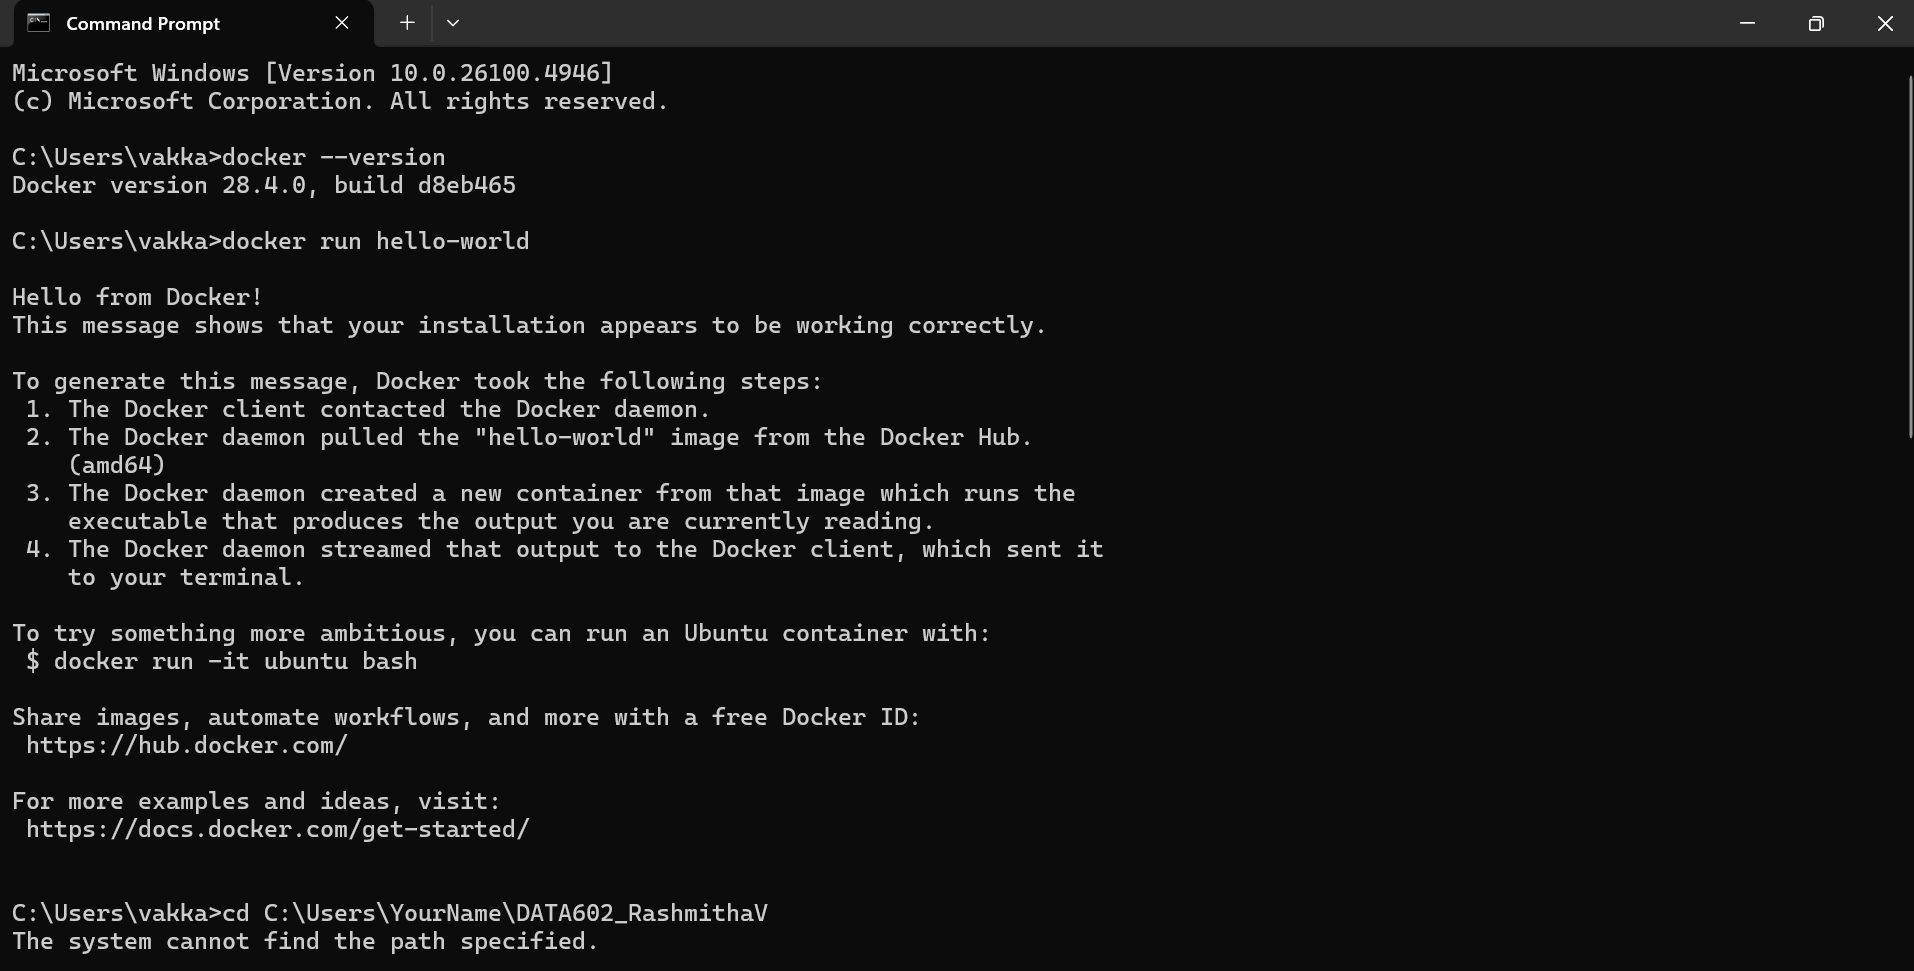 Command Prompt
Microsoft Windows [Version 10.0.26100.4946]
(c) Microsoft Corporation. All rights reserved.
C:\Users\vakka>docker --version
Docker version 28.4.0, build d8eb465
C:\Users\vakka>docker run hello-world
Hello from Docker!
This message shows that your installation appears to be working correctly.
To generate this message, Docker took the following steps:
1. The Docker client contacted the Docker daemon.
2. The Docker daemon pulled the "hello-world" image from the Docker Hub.
(amd64)
3. The Docker daemon created a new container from that image which runs the
executable that produces the output you are currently reading.
4. The Docker daemon streamed that output to the Docker client, which sent it
to your terminal.
To try something more ambitious, you can run an Ubuntu container with:
$ docker run -it ubuntu bash
Share images, automate workflows, and more with a free Docker ID:
https://hub.docker.com/
For more examples and ideas, visit:
https://docs.docker.com/get-started/
C:\Users\vakka>cd C:\Users\YourName\DATA602_RashmithaV
The system cannot find the path specified.